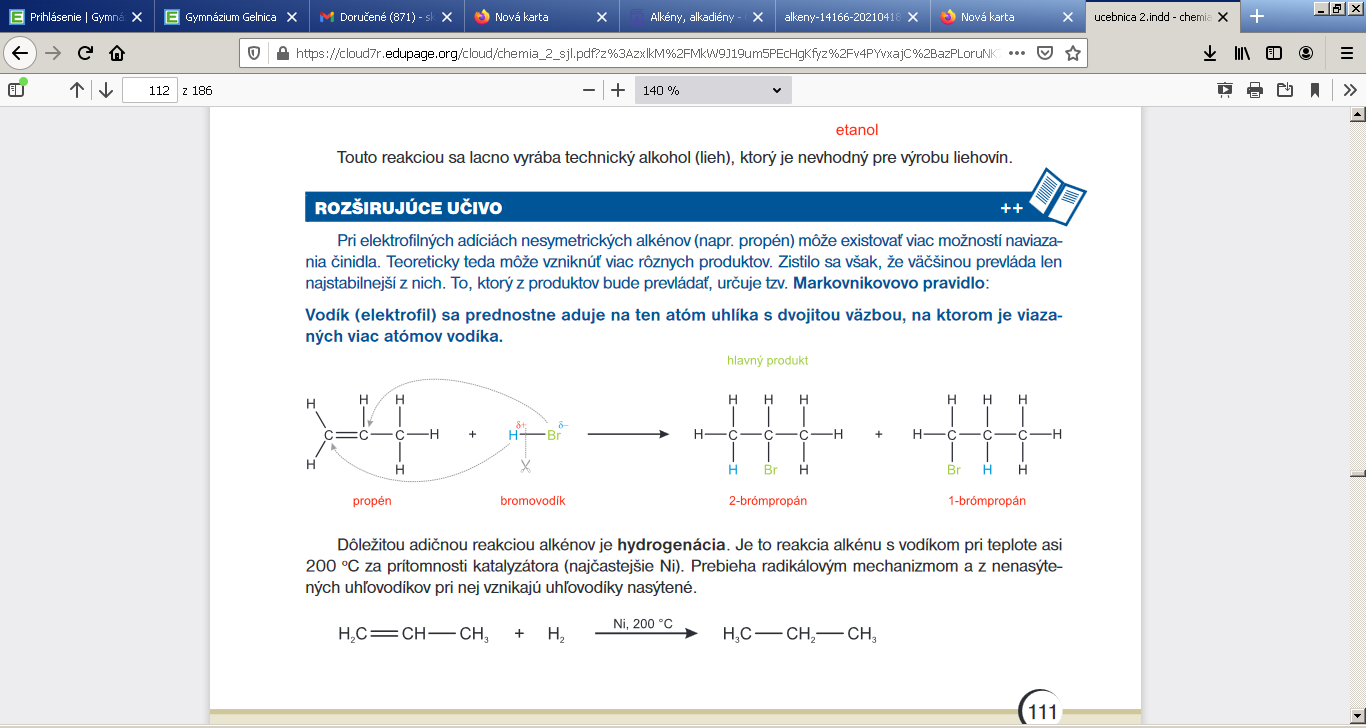 Prihlásenie | Gymná
Gymnázium Gelnica
Doručené (871) - sk
Nová karta
Alkény, alkadiény -
alkeny-14166-20210418
Nová karta
ucebnica 2.indd - chemia
https://cloud7r.edupage.org/cloud/chemia_2_sjl.pdf?z%3AzxlkM%2FMkW9J19um5PEcHgKfyz%2Fv4PYvxajC%2BazPLoruNK
112 z 186
140 %
etanol
Touto reakciou sa lacno vyrába technický alkohol (lieh), ktorý je nevhodný pre výrobu liehovín.
ROZŠIRUJÚCE UČIVO ++
Pri elektrofilných adíciách nesymetrických alkénov (napr. propén) môže existovať viac možností naviaza-
nia činidla. Teoreticky teda môže vzniknúť viac rôznych produktov. Zistilo sa však, že väčšinou prevláda len
najstabilnejší z nich. To, ktorý z produktov bude prevládať, určuje tzv. Markovnikovovo pravidlo:
Vodík (elektrofil) sa prednostne aduje na ten atóm uhlíka s dvojitou väzbou, na ktorom je viaza-
ných viac atómov vodíka.
hlavný produkt
H H H H H H H H H
δ+ δ−
C C C H + H Br H C C C H + H C C C H
H H H Br H Br H H
propén bromovodík 2-brómpropán 1-brómpropán
Dôležitou adičnou reakciou alkénov je hydrogenácia. Je to reakcia alkénu s vodíkom pri teplote asi
200 °C za prítomnosti katalyzátora (najčastejšie Ni). Prebieha radikálovým mechanizmom a z nenasýte-
ných uhľovodíkov pri nej vznikajú uhľovodíky nasýtené.
Ni, 200 °C
H₂C CH CH₃ + H₂ H₃C CH₂ CH₃
111